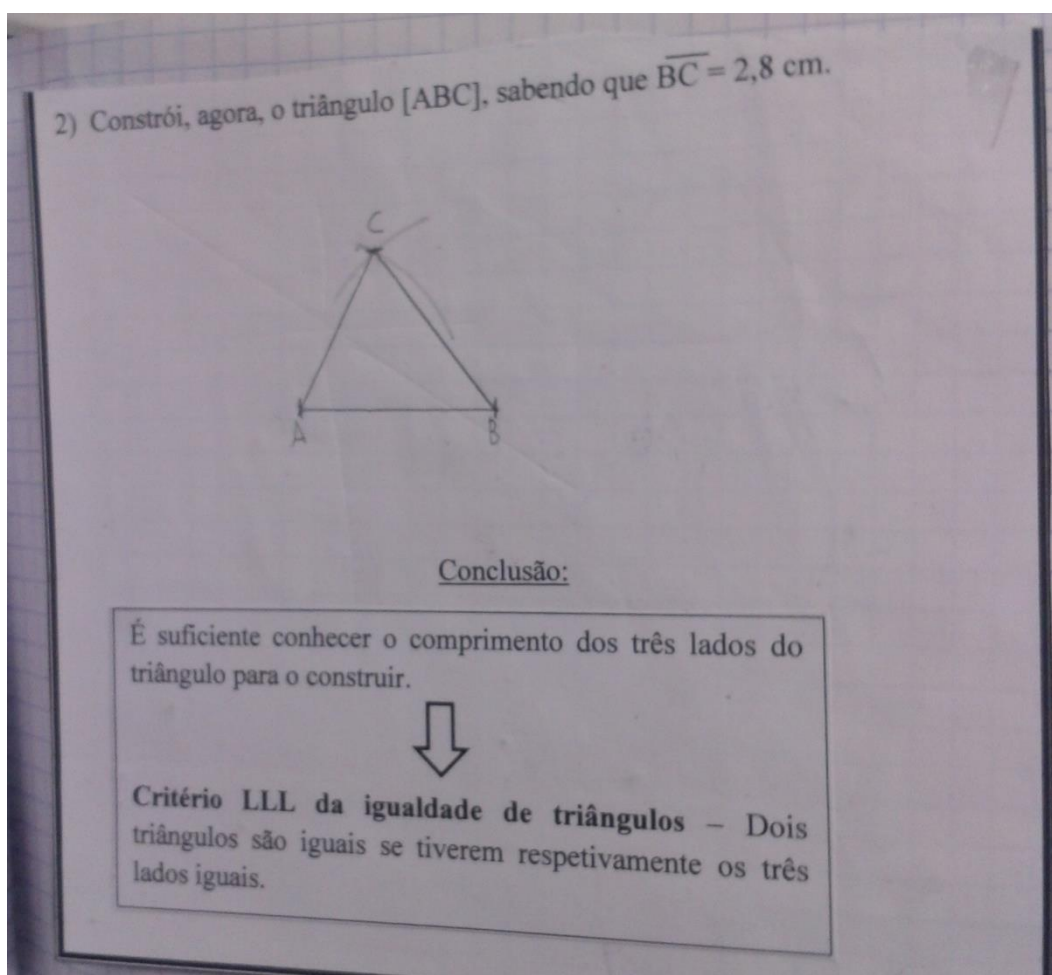 2) Constrói, agora, o triângulo [ABC], sabendo que BC = 2,8 cm.
C
A
B
Conclusão:
É suficiente conhecer o comprimento dos três lados do
triângulo para o construir.
Critério LLL da igualdade de triângulos – Dois
triângulos são iguais se tiverem respetivamente os três
lados iguais.